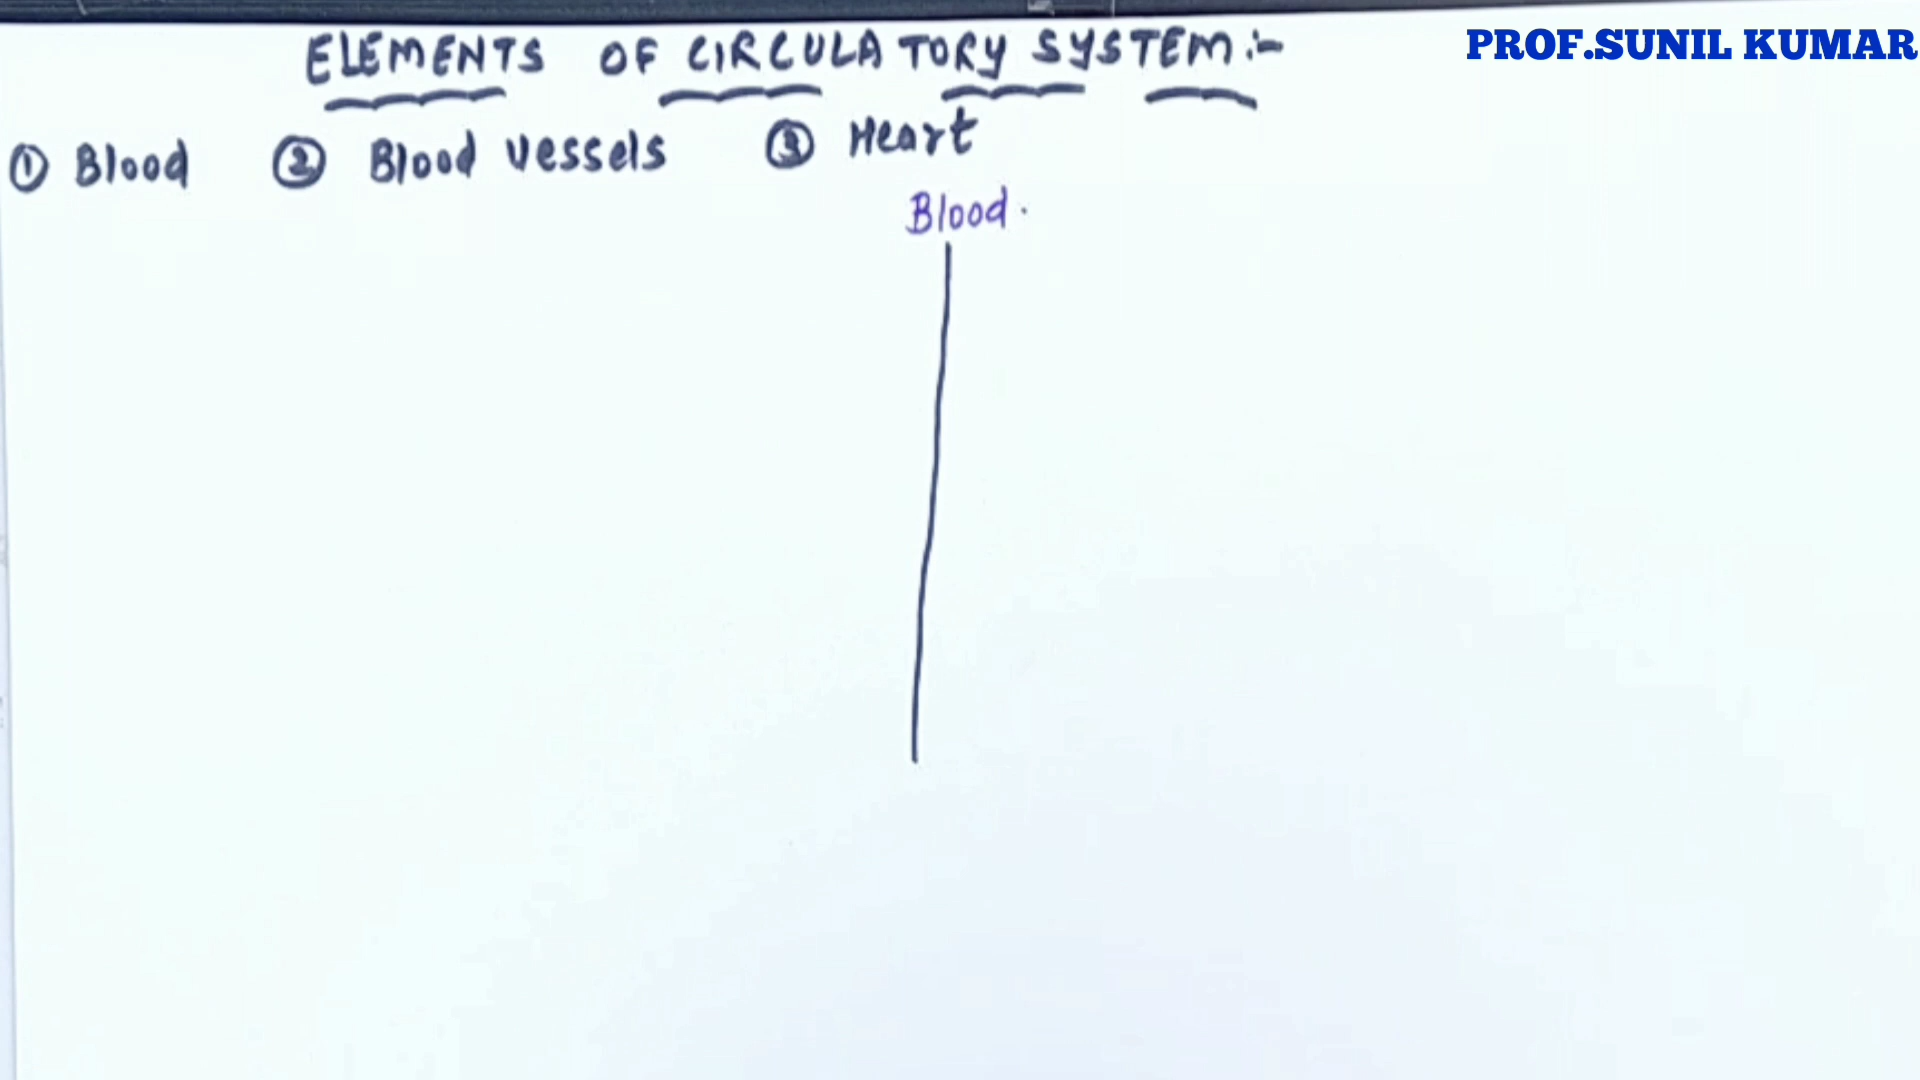 ELEMENTS OF CIRCULATORY SYSTEM :-
PROF.SUNIL KUMAR
① Blood ② Blood vessels ③ Heart
Blood.